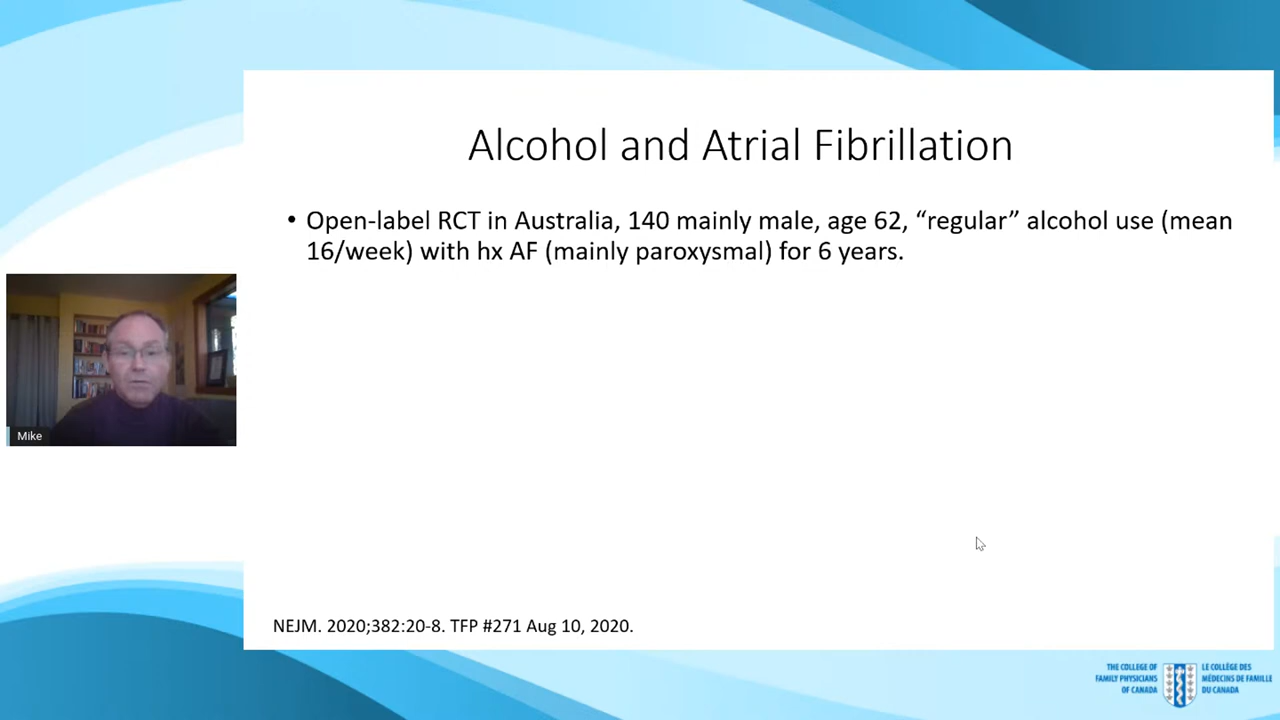 Alcohol and Atrial Fibrillation
• Open-label RCT in Australia, 140 mainly male, age 62, “regular” alcohol use (mean
16/week) with hx AF (mainly paroxysmal) for 6 years.
Mike
NEJM. 2020;382:20-8. TFP #271 Aug 10, 2020.
THE COLLEGE OF
FAMILY PHYSICIANS
OF CANADA
LE COLLÈGE DES
MÉDECINS DE FAMILLE
DU CANADA